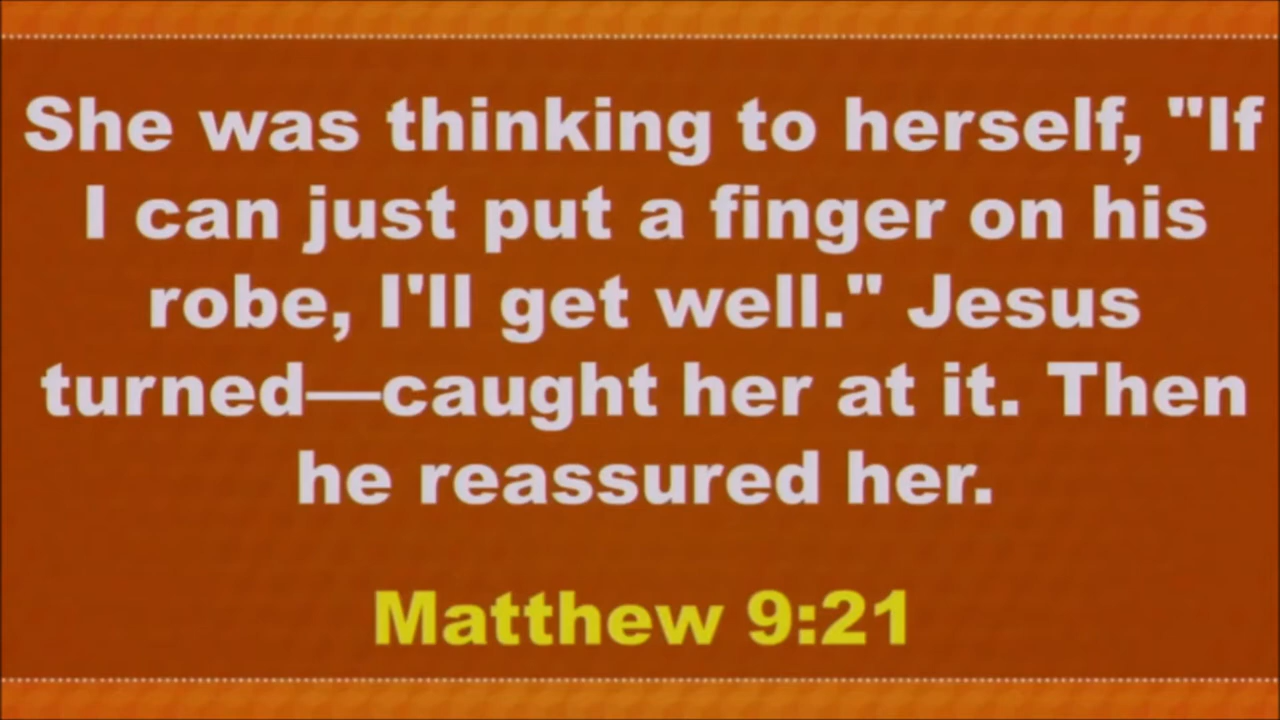 She was thinking to herself, "If
I can just put a finger on his
robe, I'll get well." Jesus
turned—caught her at it. Then
he reassured her.
Matthew 9:21